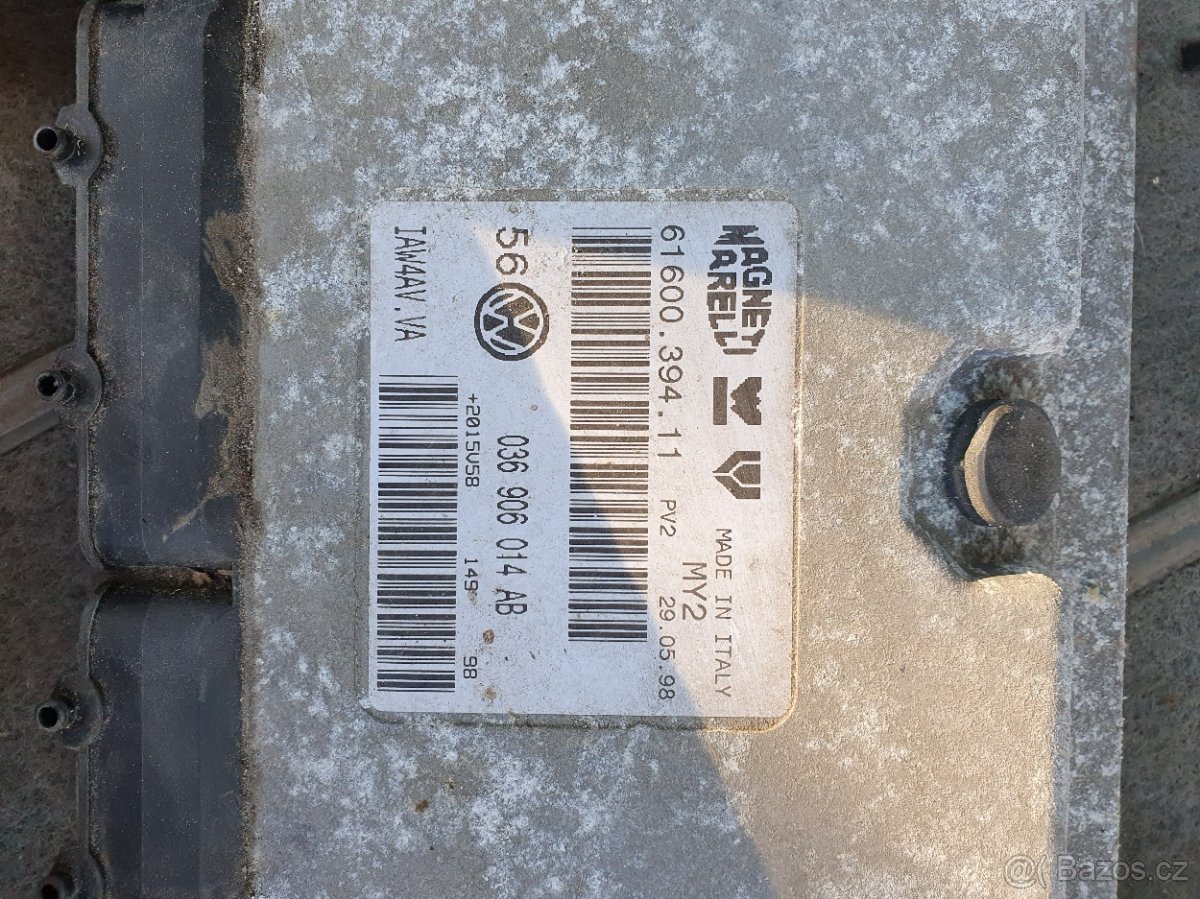 MAGNETI MARELLI
MADE IN ITALY
MY2
61600.394.11 PV2 29.05.98
56 036 906 014 AB
+2015V58 149 98
IAW4AV.VA
@ Bazos.cz